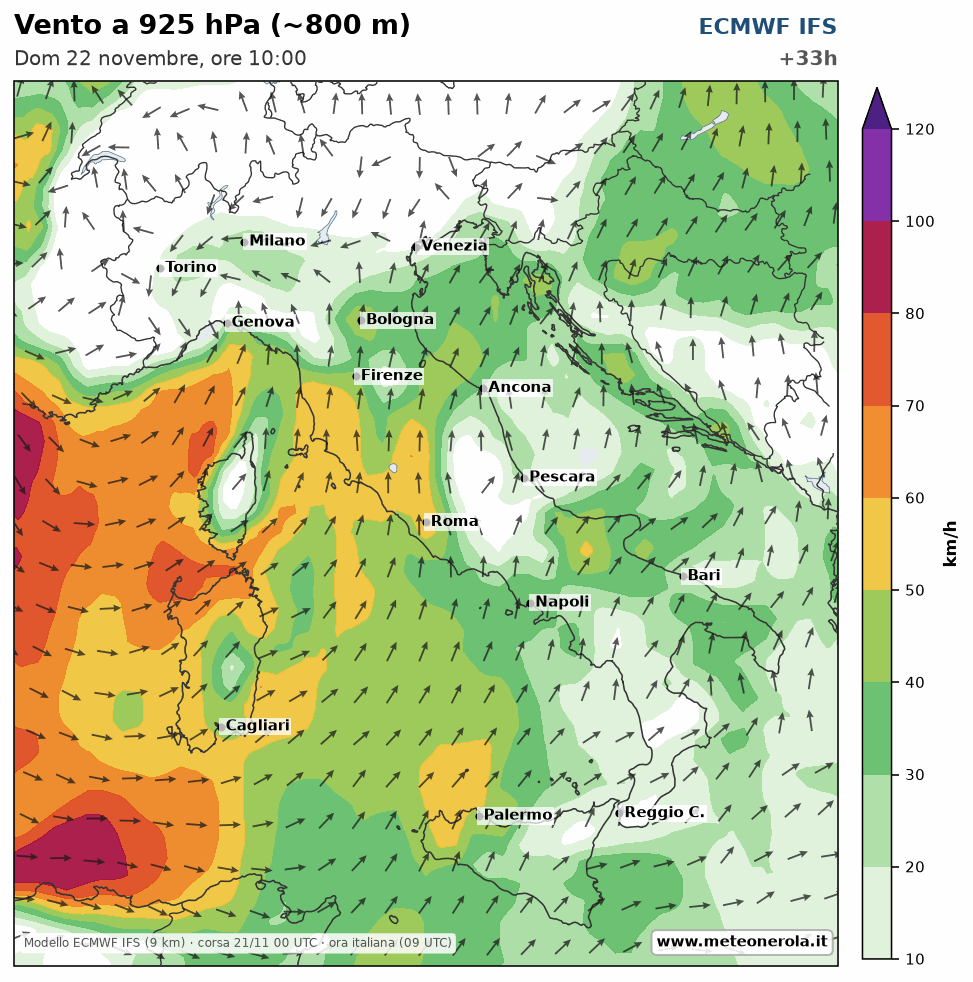 Vento a 925 hPa (~800 m)
ECMWF IFS
Dom 22 novembre, ore 10:00
+33h
Milano
Venezia
Torino
Genova
Bologna
Firenze
Ancona
Pescara
Roma
Bari
Napoli
Cagliari
Palermo
Reggio C.
120
100
80
70
60
50
40
30
20
10
km/h
Modello ECMWF IFS (9 km) · corsa 21/11 00 UTC · ora italiana (09 UTC)
www.meteonerola.it